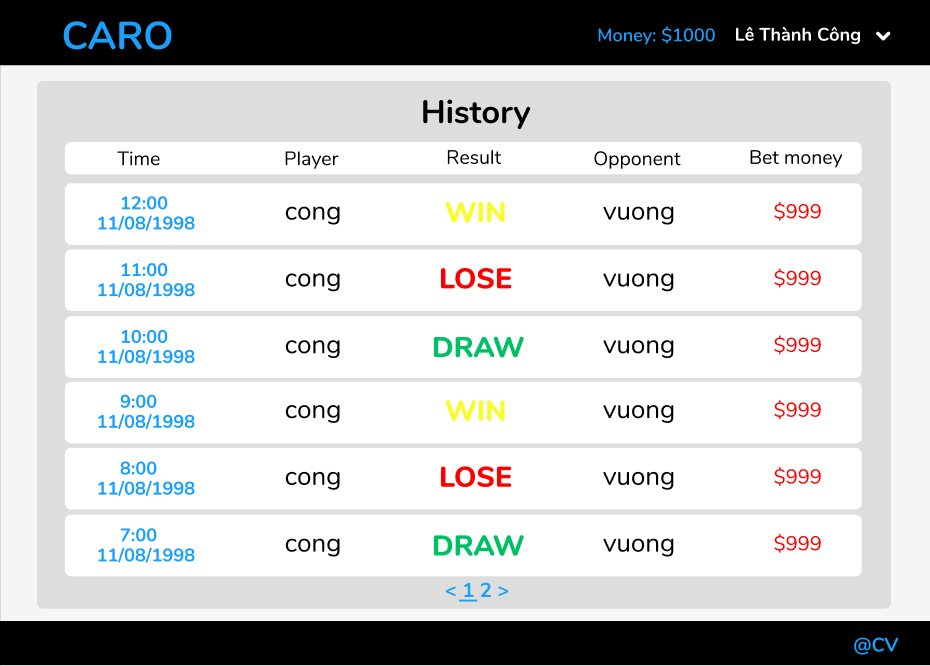 CARO
Money: $1000 Lê Thành Công
History
Time Player Result Opponent Bet money
12:00
11/08/1998 cong WIN vuong $999
11:00
11/08/1998 cong LOSE vuong $999
10:00
11/08/1998 cong DRAW vuong $999
9:00
11/08/1998 cong WIN vuong $999
8:00
11/08/1998 cong LOSE vuong $999
7:00
11/08/1998 cong DRAW vuong $999
< 1 2 >
@CV